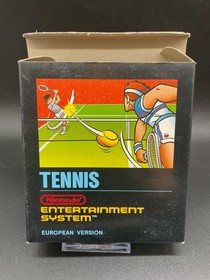 TENNIS
Nintendo
ENTERTAINMENT
SYSTEM™
EUROPEAN VERSION